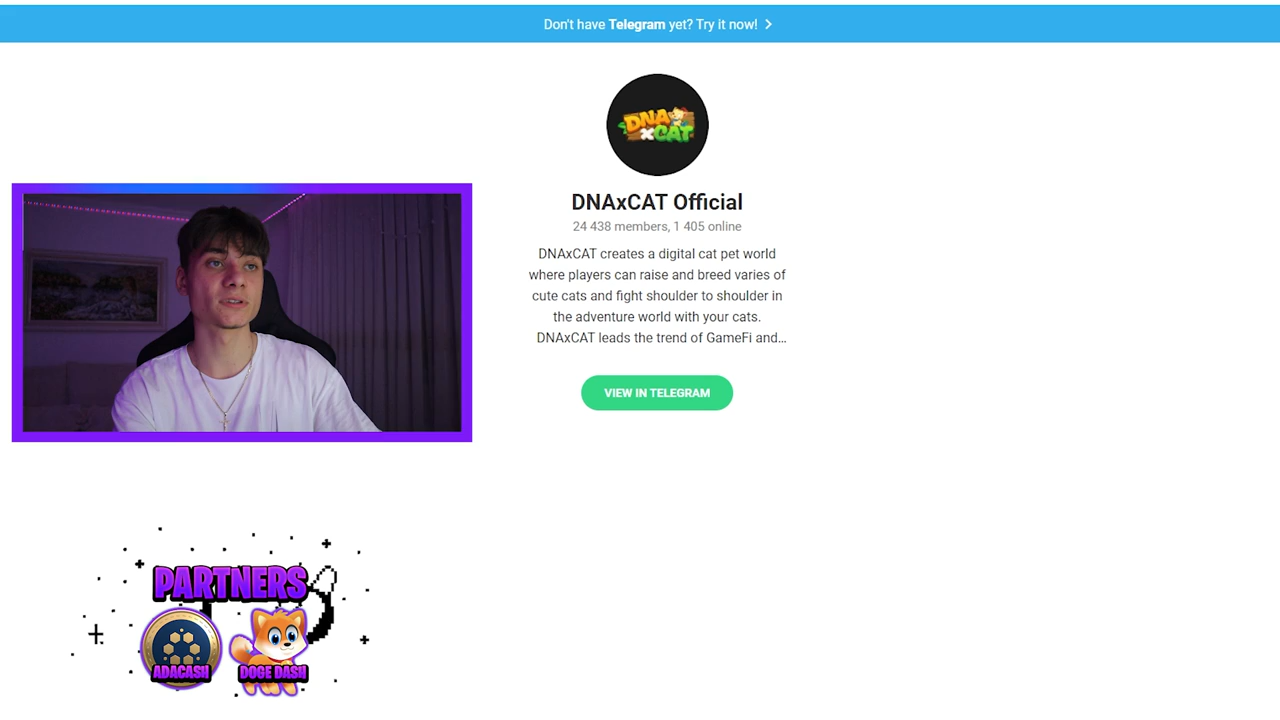 Don't have Telegram yet? Try it now!
DNA
xCAT
DNAxCAT Official
24 438 members, 1 405 online
DNAxCAT creates a digital cat pet world
where players can raise and breed varies of
cute cats and fight shoulder to shoulder in
the adventure world with your cats.
DNAxCAT leads the trend of GameFi and...
VIEW IN TELEGRAM
PARTNERS
ADACASH
DOGE DASH